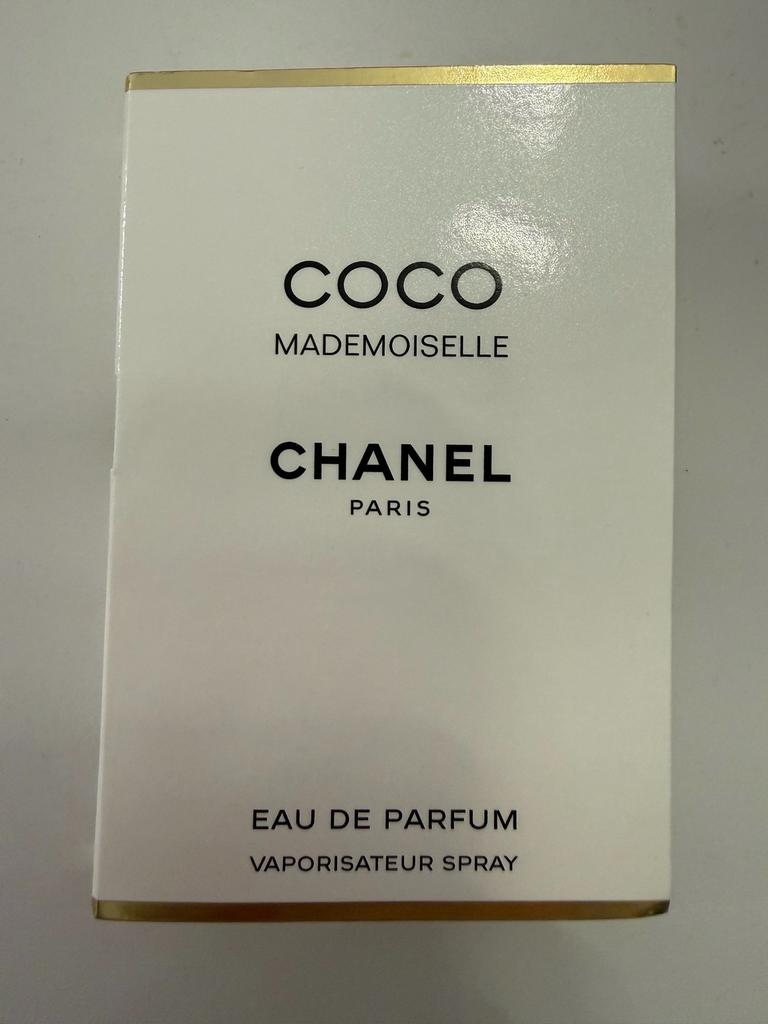 COCO
MADEMOISELLE
CHANEL
PARIS
EAU DE PARFUM
VAPORISATEUR SPRAY